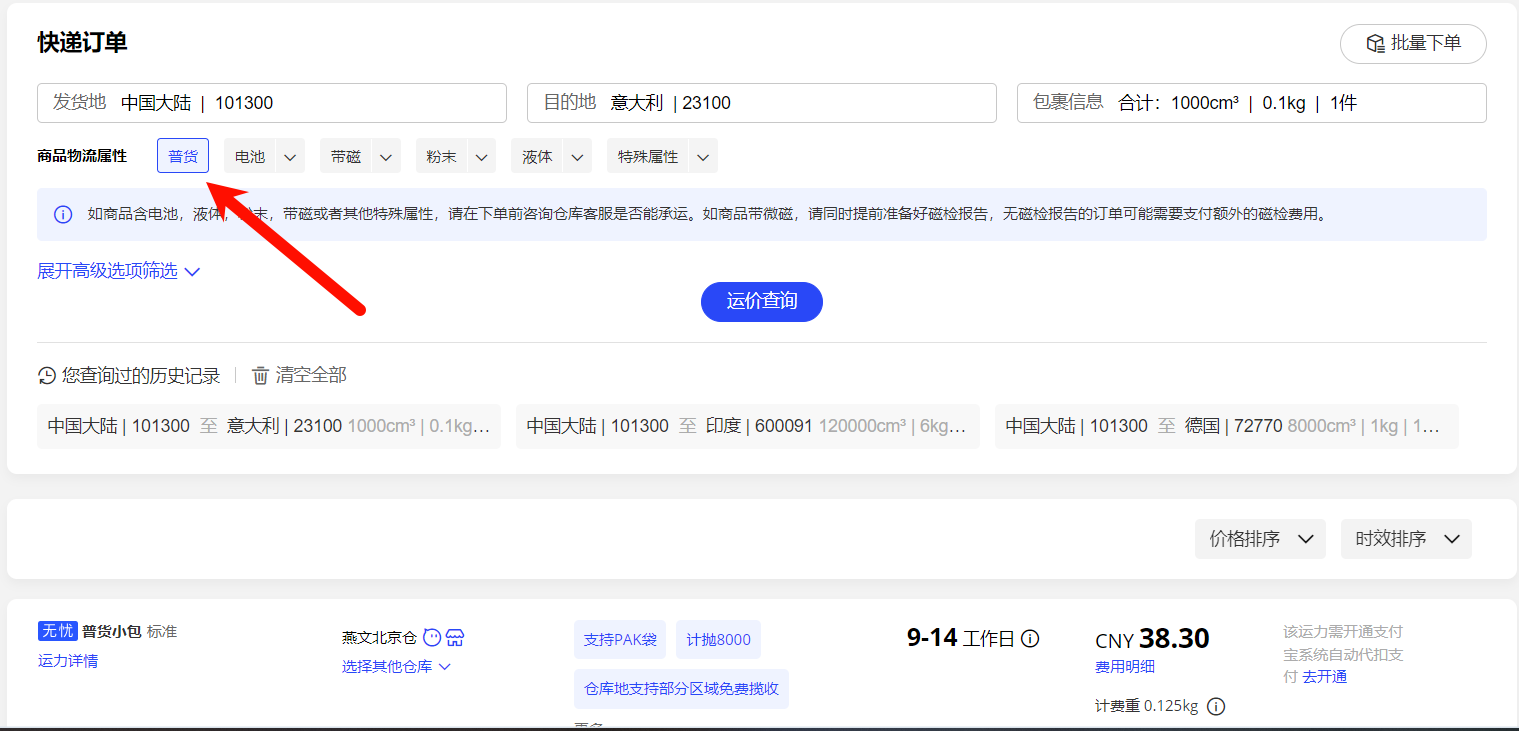 快递订单
批量下单
发货地 中国大陆 | 101300
目的地 意大利 | 23100
包裹信息 合计: 1000cm³ | 0.1kg | 1件
商品物流属性 普货 电池 带磁 粉末 液体 特殊属性
如商品含电池，液体，末，带磁或者其他特殊属性，请在下单前咨询仓库客服是否能承运。如商品带微磁，请同时提前准备好磁检报告，无磁检报告的订单可能需要支付额外的磁检费用。
展开高级选项筛选
运价查询
您查询过的历史记录 | 清空全部
中国大陆 | 101300 至 意大利 | 23100 1000cm³ | 0.1kg...
中国大陆 | 101300 至 印度 | 600091 120000cm³ | 6kg...
中国大陆 | 101300 至 德国 | 72770 8000cm³ | 1kg | 1...
价格排序 时效排序
无忧 普货小包 标准
运力详情
燕文北京仓
选择其他仓库
支持PAK袋 计抛8000
仓库地支持部分区域免费揽收
9-14 工作日
CNY 38.30
费用明细
计费重 0.125kg
该运力需开通支付
宝系统自动代扣支
付 去开通